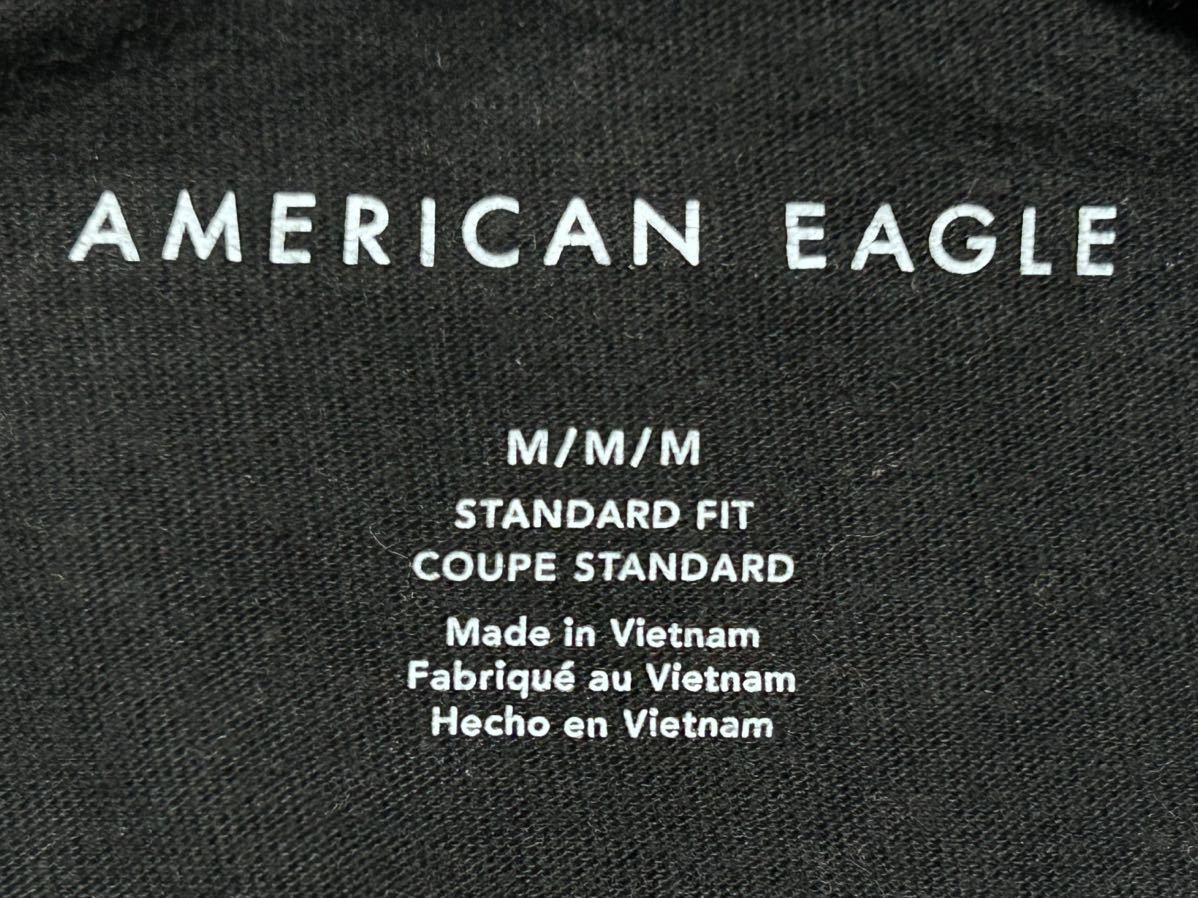 AMERICAN EAGLE
M/M/M
STANDARD FIT
COUPE STANDARD
Made in Vietnam
Fabriqué au Vietnam
Hecho en Vietnam